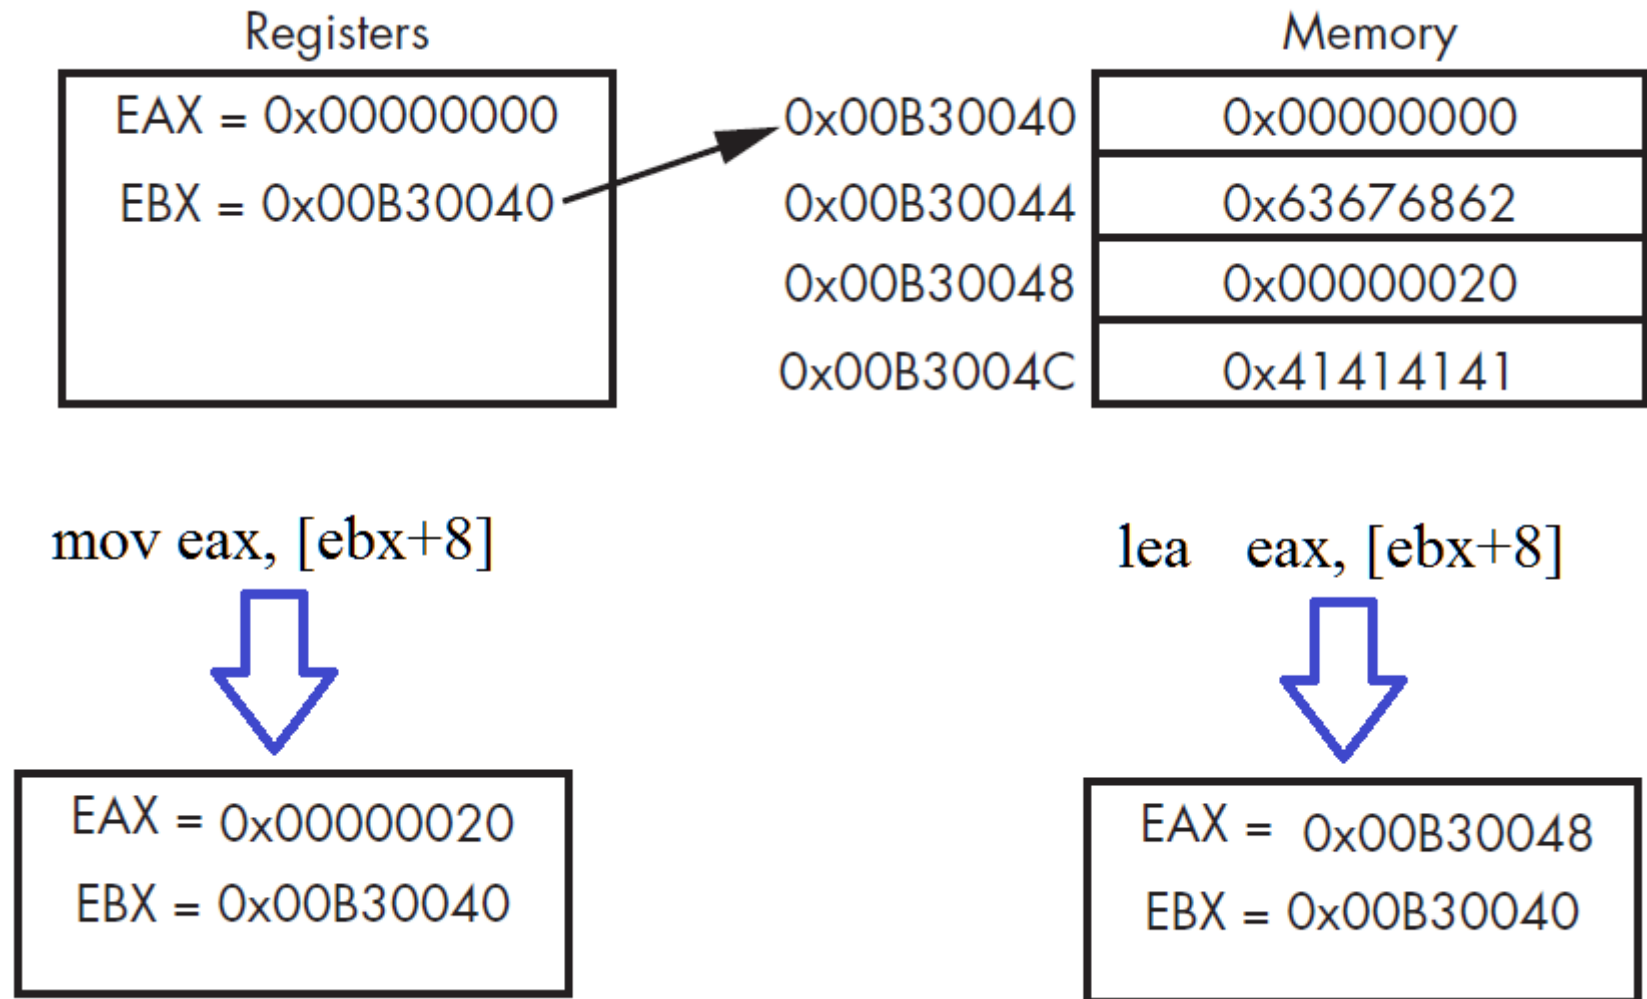 Registers
Memory
EAX = 0x00000000
EBX = 0x00B30040
0x00B30040 0x00000000
0x00B30044 0x63676862
0x00B30048 0x00000020
0x00B3004C 0x41414141
mov eax, [ebx+8]
lea eax, [ebx+8]
EAX = 0x00000020
EBX = 0x00B30040
EAX = 0x00B30048
EBX = 0x00B30040